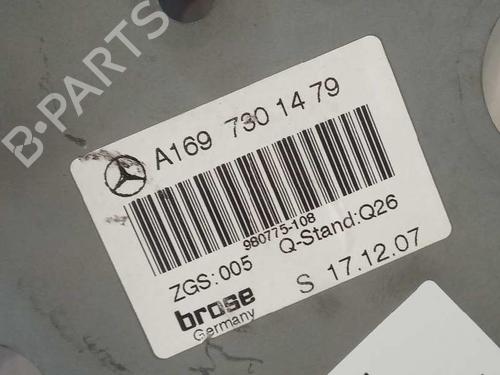 B-PARTS
A169 730 14 79
980775-108
ZGS:005 Q-Stand:Q26
brose S 17.12.07
Germany